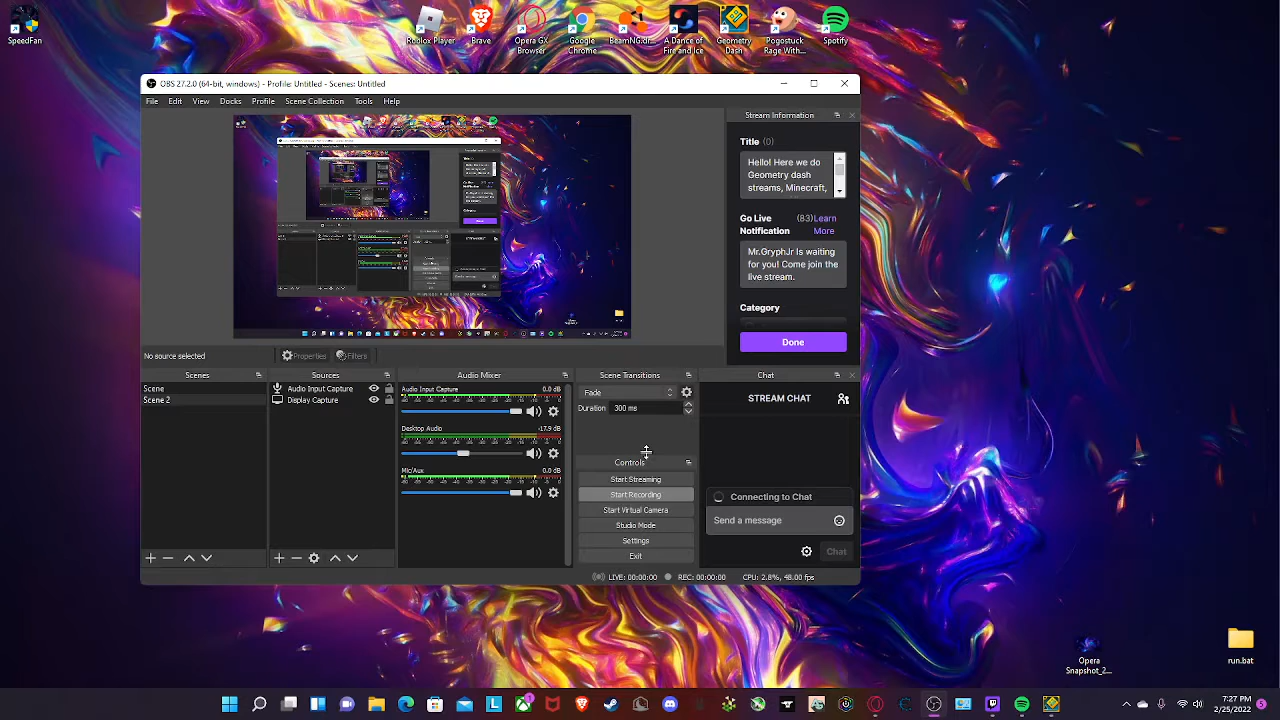 SpeedFan
Roblox Player
Brave
Opera GX
Browser
Google
Chrome
BeamNG.dr...
A Dance of
Fire and Ice
Geometry
Dash
Pogostuck
Rage With...
Spotify
OBS 27.2.0 (64-bit, windows) - Profile: Untitled - Scenes: Untitled
File Edit View Docks Profile Scene Collection Tools Help
Stream Information
Title (0)
Hello! Here we do
Geometry dash
streams, Minecraft,
Go Live
Notification
(83)Learn
More
Mr.GryphJr Is waiting
for you! Come join the
live stream.
Category
Done
No source selected
Properties
Filters
Scenes
Scene
Scene 2
Sources
Audio Input Capture
Display Capture
Audio Mixer
Audio Input Capture 0.0 dB
Desktop Audio -17.9 dB
Mic/Aux 0.0 dB
Scene Transitions
Fade
Duration 300 ms
Controls
Start Streaming
Start Recording
Start Virtual Camera
Studio Mode
Settings
Exit
Chat
STREAM CHAT
Connecting to Chat
Send a message
Chat
LIVE: 00:00:00 REC: 00:00:00 CPU: 2.8%, 48.00 fps
Opera
Snapshot_2...
run.bat
7:27 PM
2/25/2022